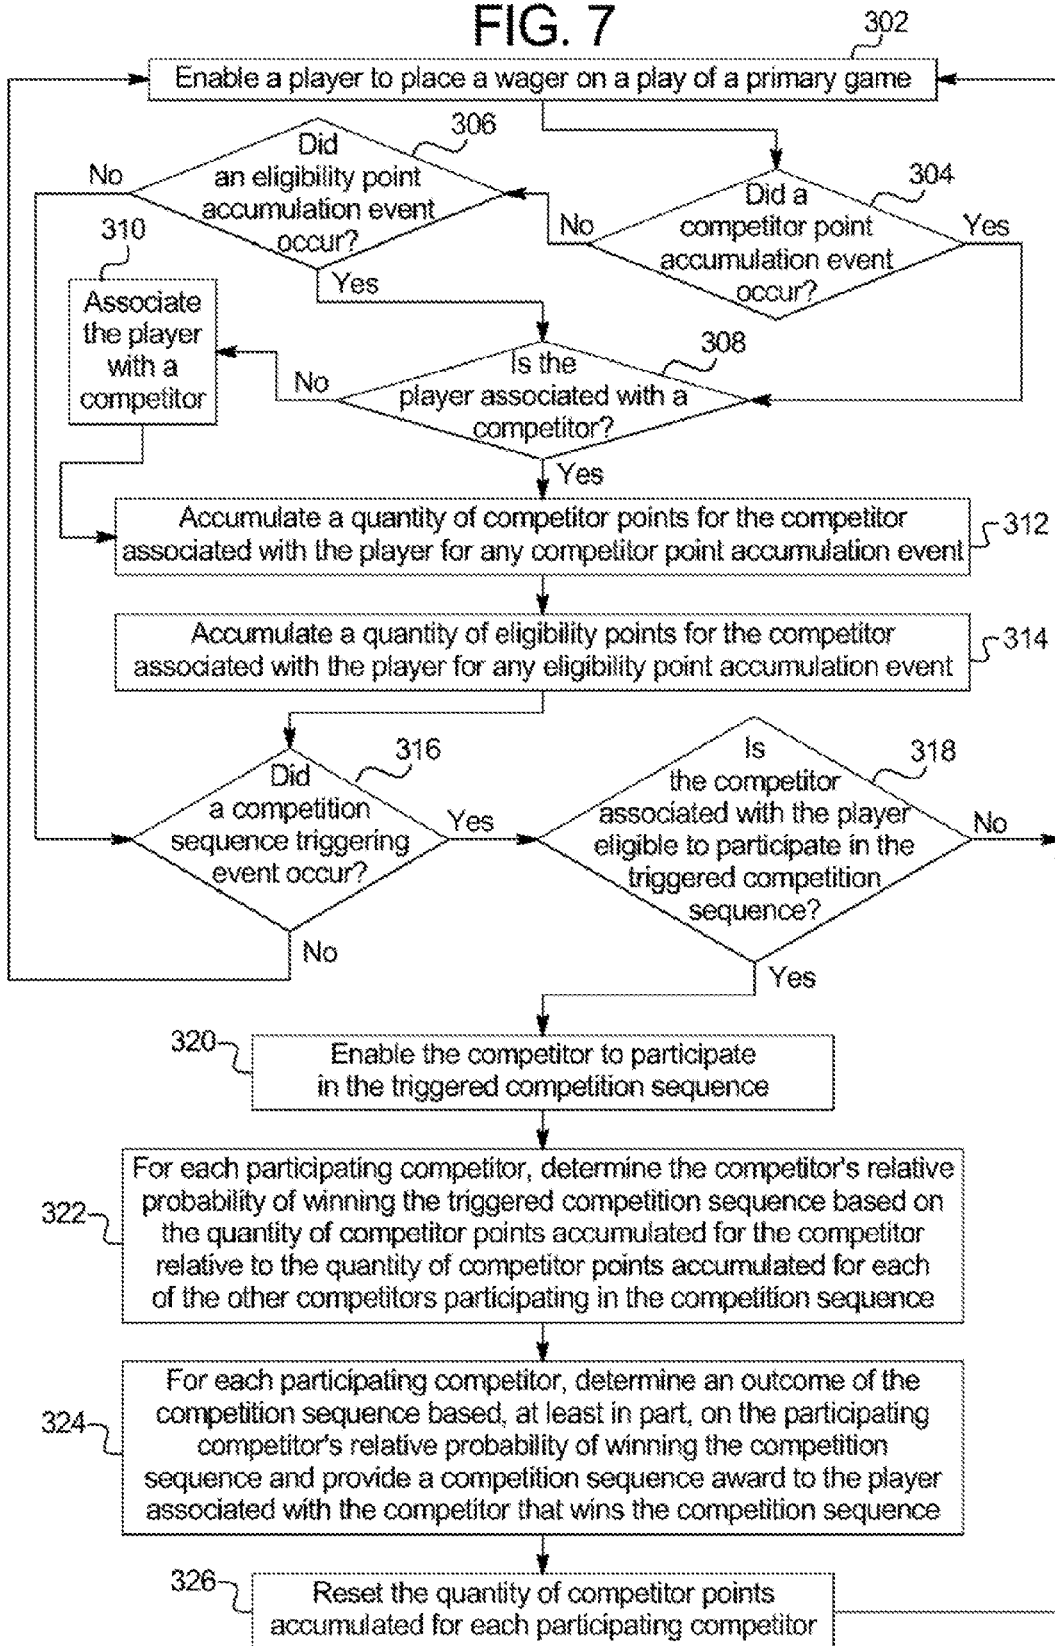 FIG. 7
302
Enable a player to place a wager on a play of a primary game
306
Did
an eligibility point
accumulation event
occur?
No
Yes
304
Did a
competitor point
accumulation event
occur?
No
Yes
310
Associate
the player
with a
competitor
308
Is the
player associated with a
competitor?
No
Yes
Accumulate a quantity of competitor points for the competitor
associated with the player for any competitor point accumulation event
312
Accumulate a quantity of eligibility points for the competitor
associated with the player for any eligibility point accumulation event
314
316
Did
a competition
sequence triggering
event occur?
Yes
No
318
Is
the competitor
associated with the player
eligible to participate in the
triggered competition
sequence?
No
Yes
320
Enable the competitor to participate
in the triggered competition sequence
322
For each participating competitor, determine the competitor's relative
probability of winning the triggered competition sequence based on
the quantity of competitor points accumulated for the competitor
relative to the quantity of competitor points accumulated for each
of the other competitors participating in the competition sequence
324
For each participating competitor, determine an outcome of the
competition sequence based, at least in part, on the participating
competitor's relative probability of winning the competition
sequence and provide a competition sequence award to the player
associated with the competitor that wins the competition sequence
326
Reset the quantity of competitor points
accumulated for each participating competitor